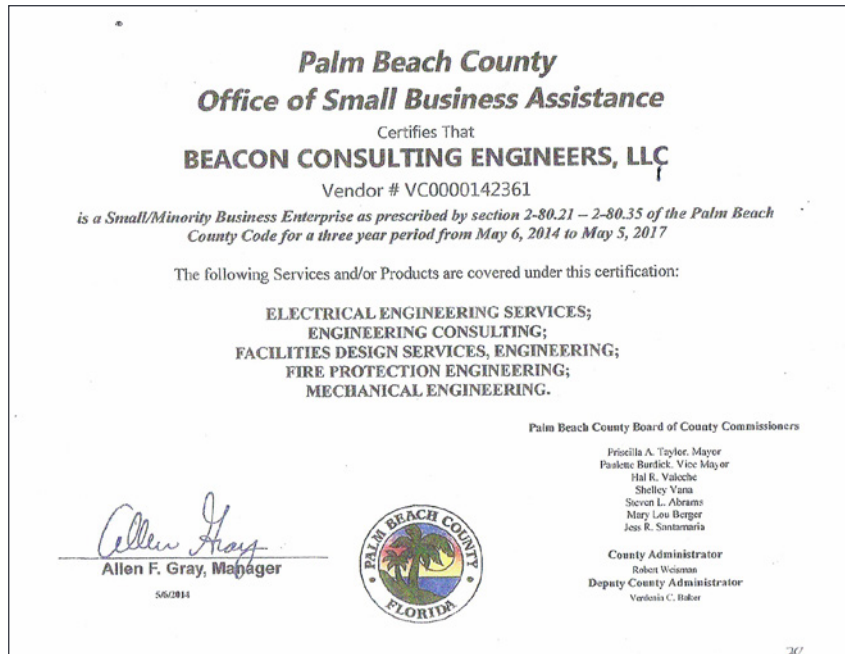 Palm Beach County
Office of Small Business Assistance
Certifies That
BEACON CONSULTING ENGINEERS, LLC
Vendor # VC0000142361
is a Small/Minority Business Enterprise as prescribed by section 2-80.21 – 2-80.35 of the Palm Beach
County Code for a three year period from May 6, 2014 to May 5, 2017
The following Services and/or Products are covered under this certification:
ELECTRICAL ENGINEERING SERVICES;
ENGINEERING CONSULTING;
FACILITIES DESIGN SERVICES, ENGINEERING;
FIRE PROTECTION ENGINEERING;
MECHANICAL ENGINEERING.
Palm Beach County Board of County Commissioners
Priscilla A. Taylor, Mayor
Paulette Burdick, Vice Mayor
Hal R. Valeche
Shelley Vana
Steven L. Abrams
Mary Lou Berger
Jess R. Santamaria
County Administrator
Robert Weisman
Deputy County Administrator
Verdenia C. Baker
Allen Gray
Allen F. Gray, Manager
5/6/2014
PALM BEACH COUNTY
FLORIDA